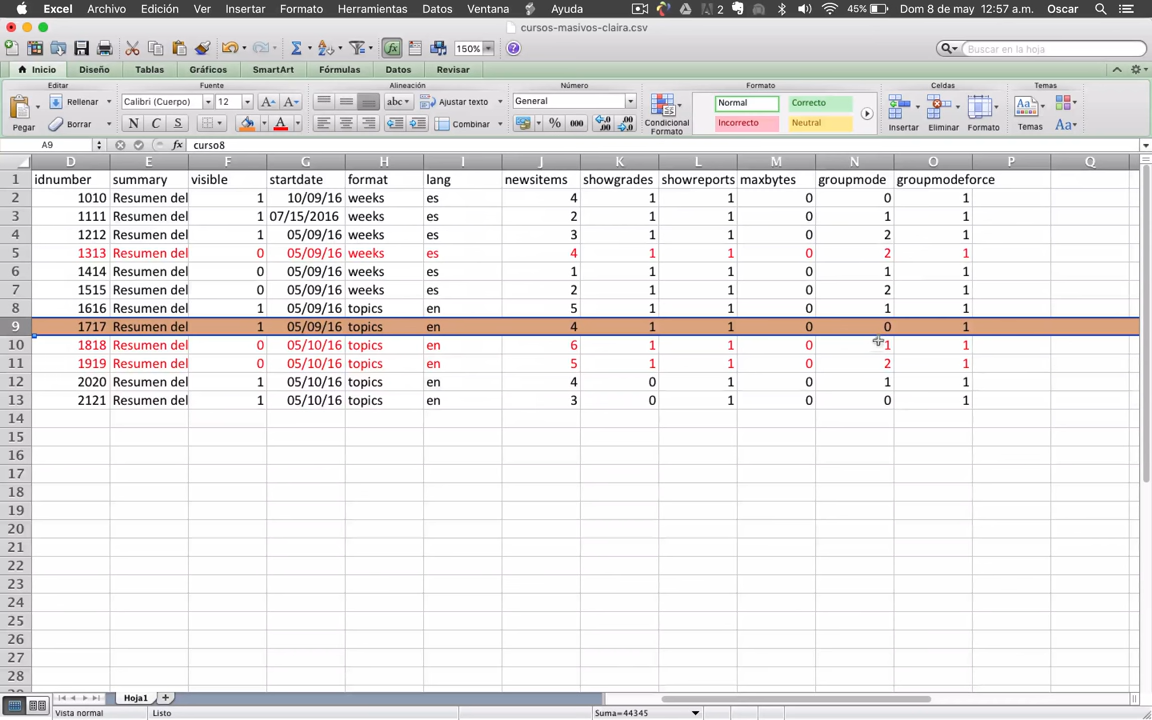 Excel Archivo Edición Ver Insertar Formato Herramientas Datos Ventana Ayuda 2 45% Dom 8 de may 12:57 a.m. Oscar
cursos-masivos-claira.csv
150% Buscar en la hoja
Inicio Diseño Tablas Gráficos SmartArt Fórmulas Datos Revisar
Editar Fuente Alineación Número Formato Celdas Temas
Rellenar Calibri (Cuerpo) 12 A A abc Ajustar texto General Normal Correcto Aa
Pegar Borrar N C S A Combinar % 000 Condicional Formato Incorrecto Neutral Insertar Eliminar Formato Temas Aa
A9 fx curso8
D E F G H I J K L M N O P Q
1 idnumber summary visible startdate format lang newsitems showgrades showreports maxbytes groupmode groupmodeforce
2 1010 Resumen del 1 10/09/16 weeks es 4 1 1 0 0 1
3 1111 Resumen del 1 07/15/2016 weeks es 2 1 1 0 1 1
4 1212 Resumen del 1 05/09/16 weeks es 3 1 1 0 2 1
5 1313 Resumen del 0 05/09/16 weeks es 4 1 1 0 2 1
6 1414 Resumen del 0 05/09/16 weeks es 1 1 1 0 1 1
7 1515 Resumen del 0 05/09/16 weeks es 2 1 1 0 2 1
8 1616 Resumen del 1 05/09/16 topics en 5 1 1 0 1 1
9 1717 Resumen del 1 05/09/16 topics en 4 1 1 0 0 1
10 1818 Resumen del 0 05/10/16 topics en 6 1 1 0 1 1
11 1919 Resumen del 0 05/10/16 topics en 5 1 1 0 2 1
12 2020 Resumen del 1 05/10/16 topics en 4 0 1 0 1 1
13 2121 Resumen del 1 05/10/16 topics en 3 0 1 0 0 1
14
15
16
17
18
19
20
21
22
23
24
25
26
27
28
Hoja1
Vista normal Listo Suma=44345